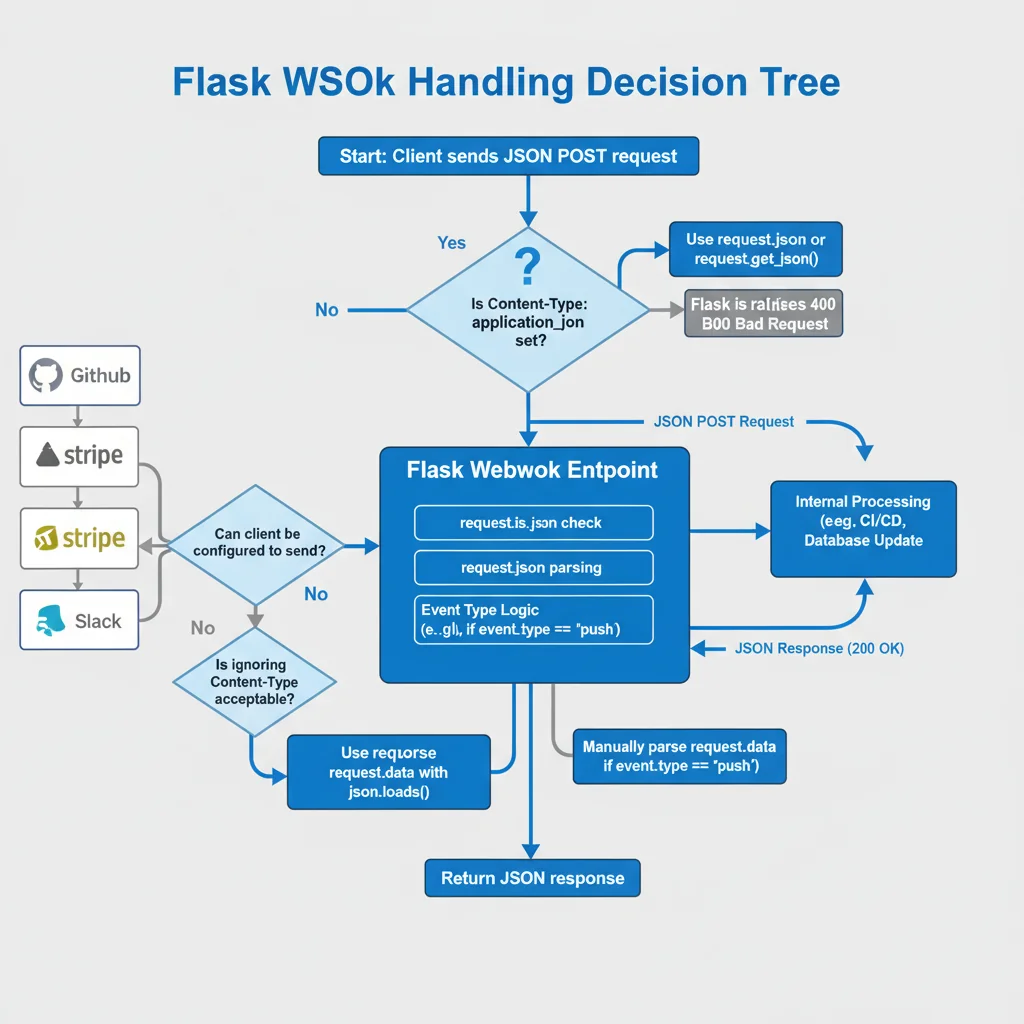 Flask WSOk Handling Decision Tree
Start: Client sends JSON POST request
Yes
?
Use request.json or
request.get_json()
No
Is Content-Type:
application_jon
set?
Flask is 400
B00 Bad Request
Github
JSON POST Request
stripe
Flask Webwok Entpoint
Internal Processing
(eeg. CI/CD,
Database Update
request.is.json check
Can client be
configured to send?
stripe
request.json parsing
No
Event Type Logic
(e..gl\, if event.type == "push')
Slack
No
JSON Response (200 OK)
Is ignoring
Content-Type
acceptable?
Use
request.data with
json.loads()
Manually parse request.data
if event.type == "push')
Return JSON response